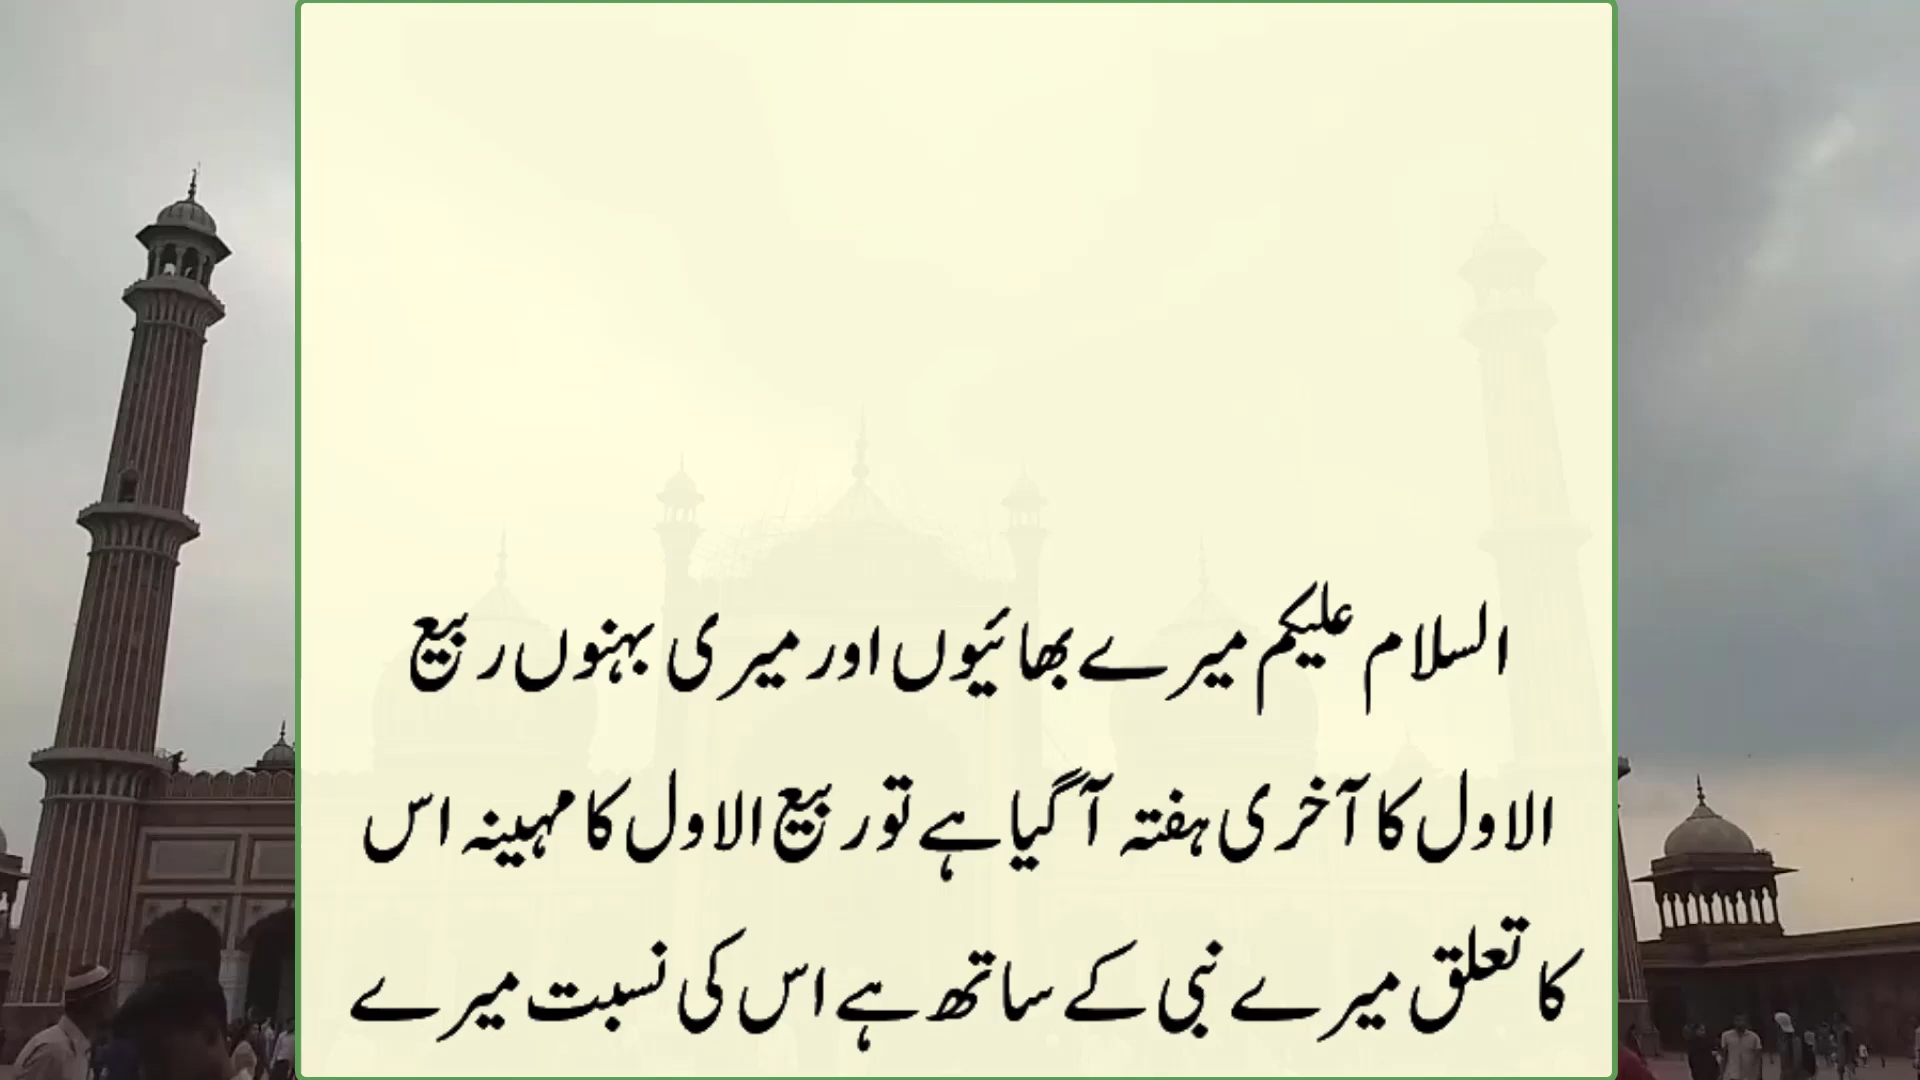 السلام علیکم میرے بھائیوں اور میری بہنوں ربیع
الاول کا آخری ہفتہ آگیا ہے تو ربیع الاول کا مہینہ اس
کا تعلق میرے نبی کے ساتھ ہے اس کی نسبت میرے